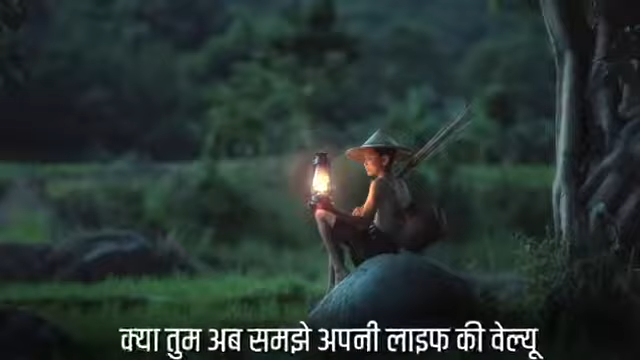 क्या तुम अब समझे अपनी लाइफ की वेल्यू